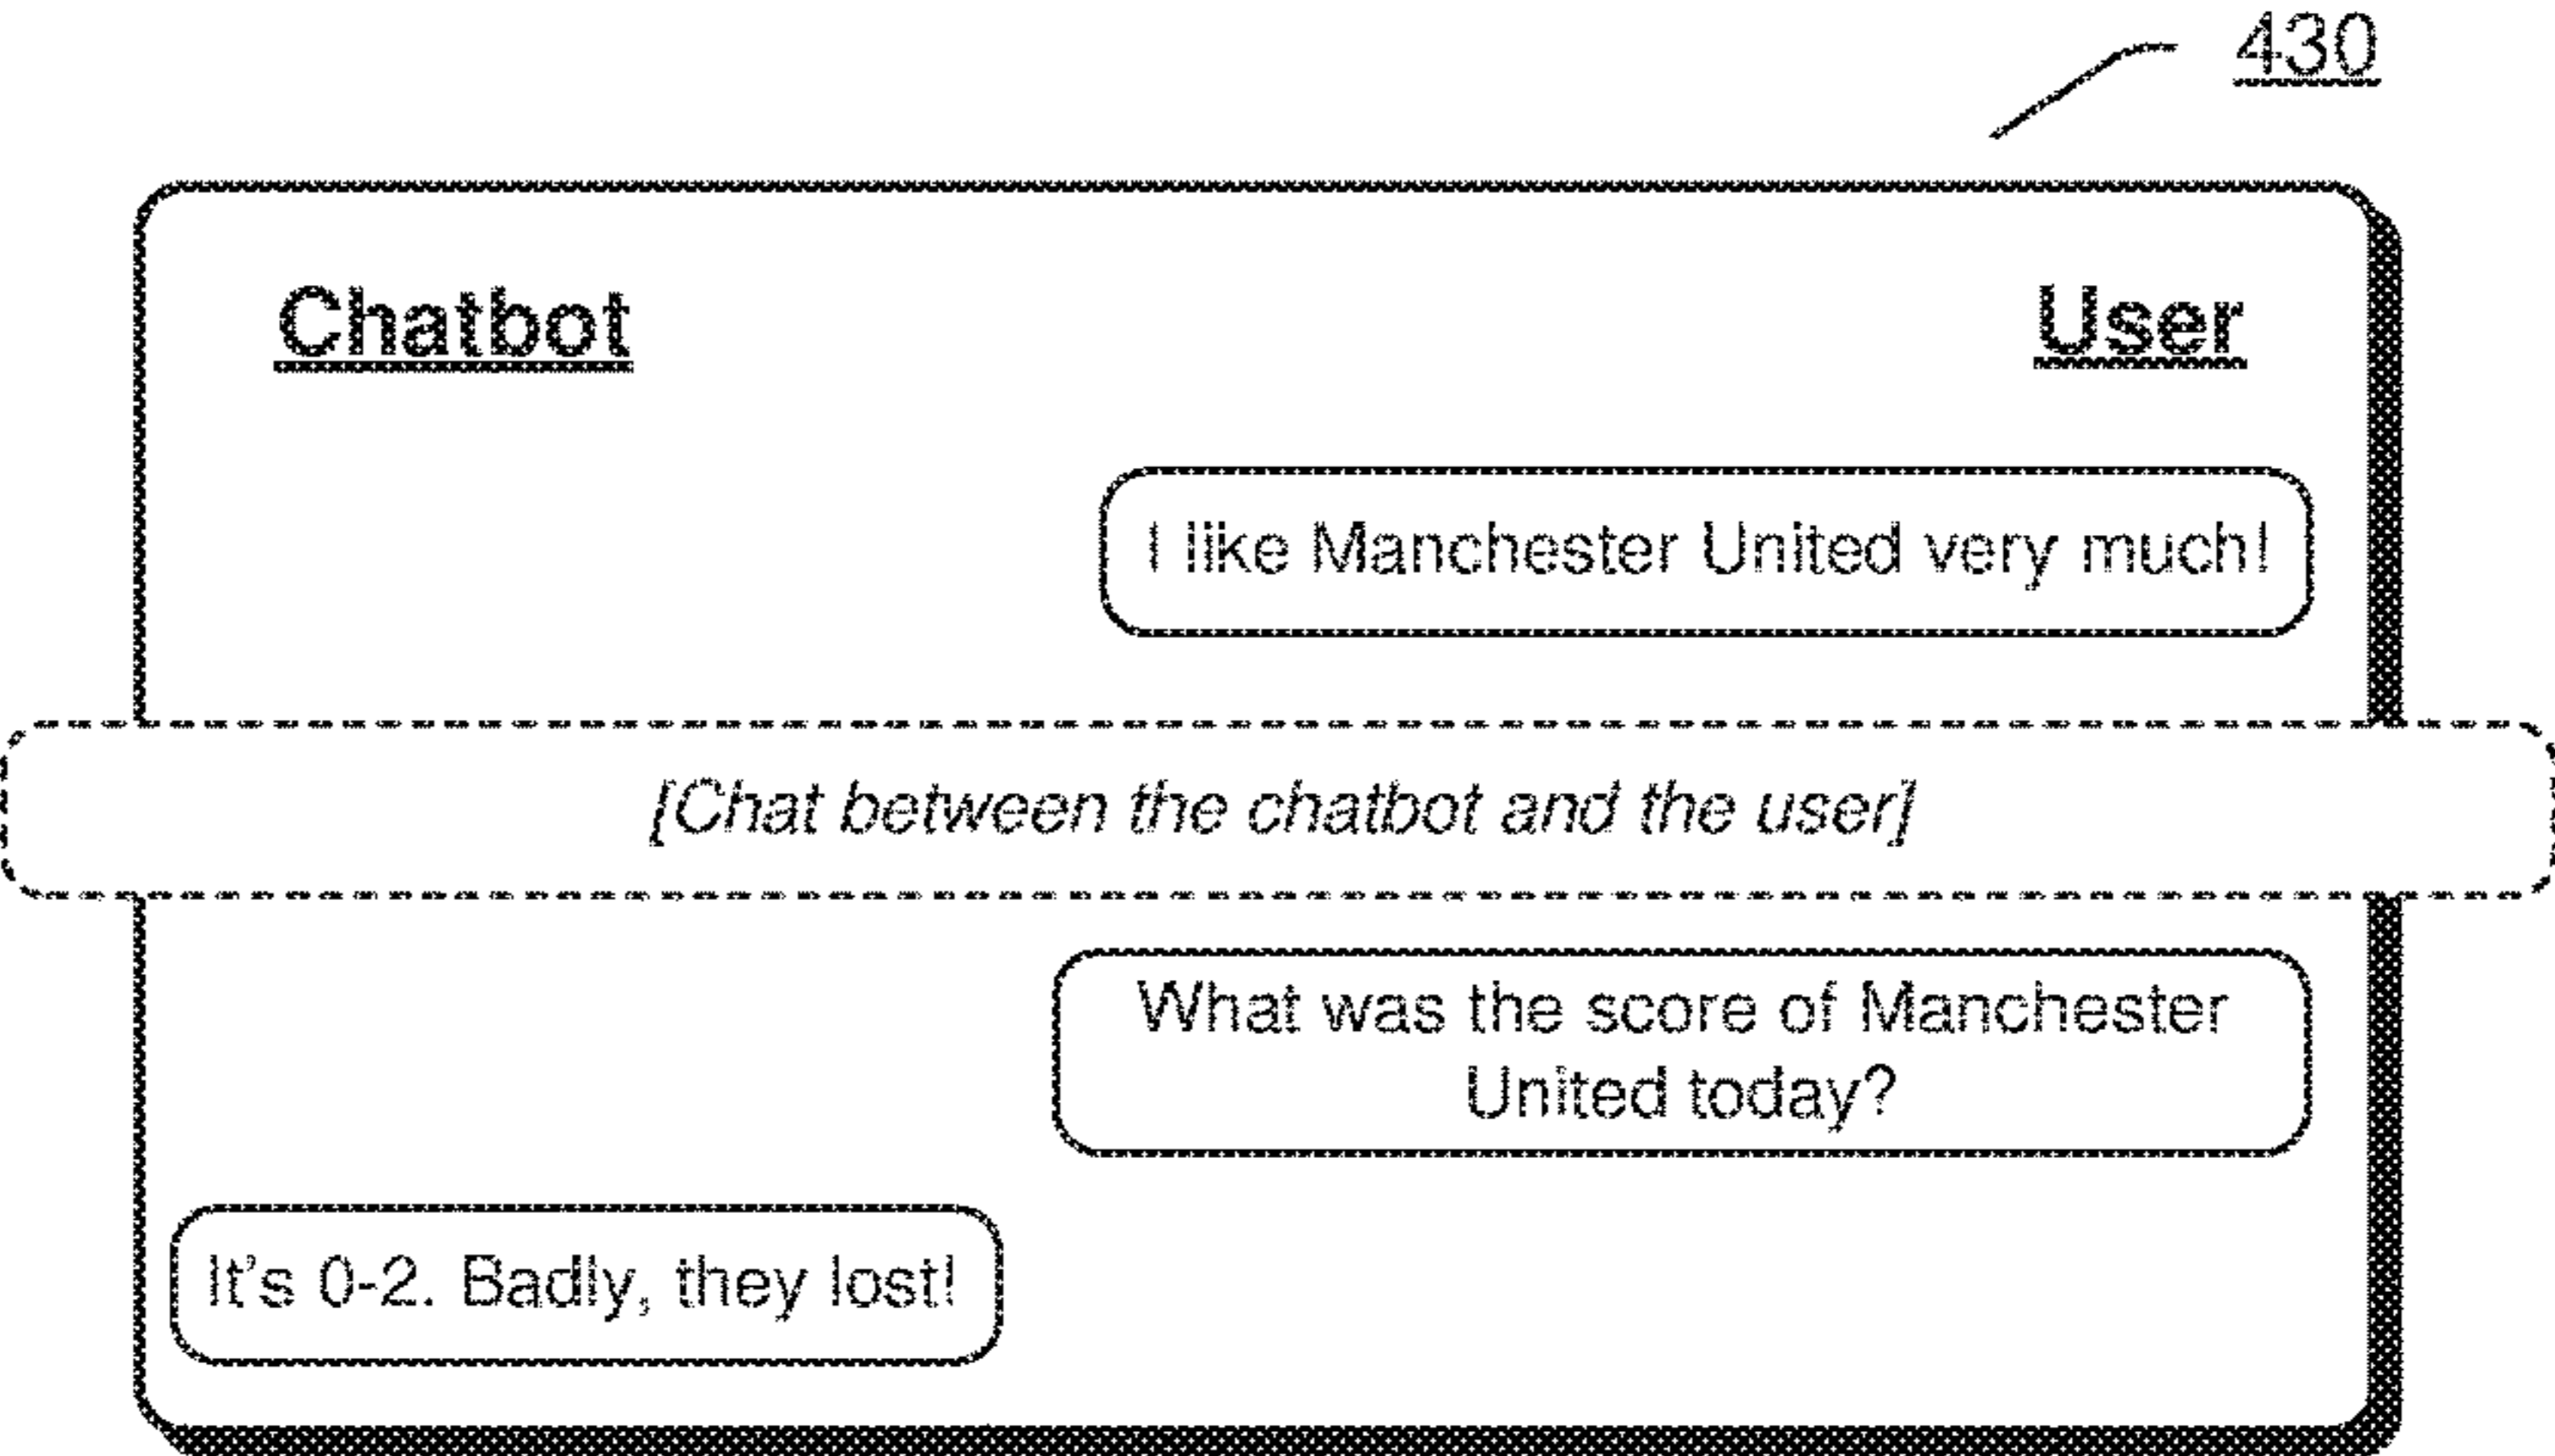 430
Chatbot User
I like Manchester United very much!
[Chat between the chatbot and the user]
What was the score of Manchester
United today?
It's 0-2. Badly, they lost!